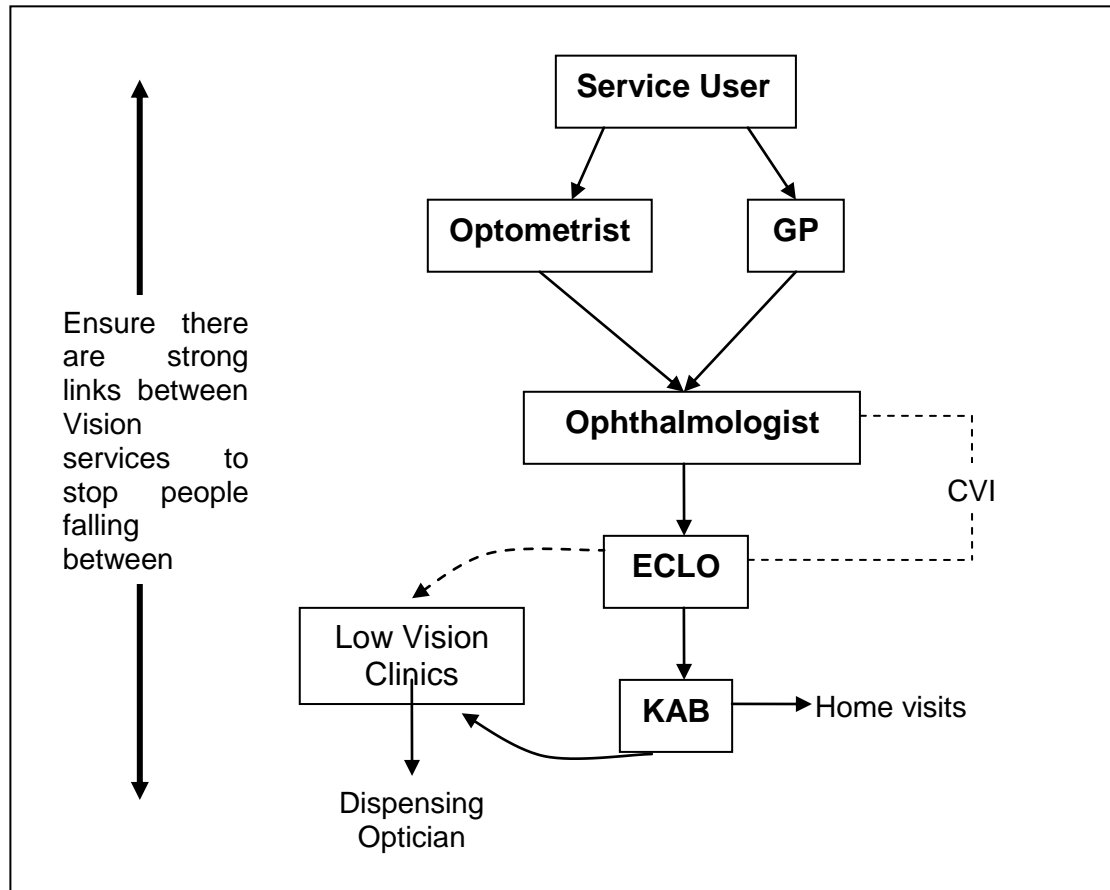 Service User
Optometrist
GP
Ensure there
are strong
links between
Vision
services to
stop people
falling
between
Ophthalmologist
CVI
ECLO
Low Vision
Clinics
KAB
Home visits
Dispensing
Optician